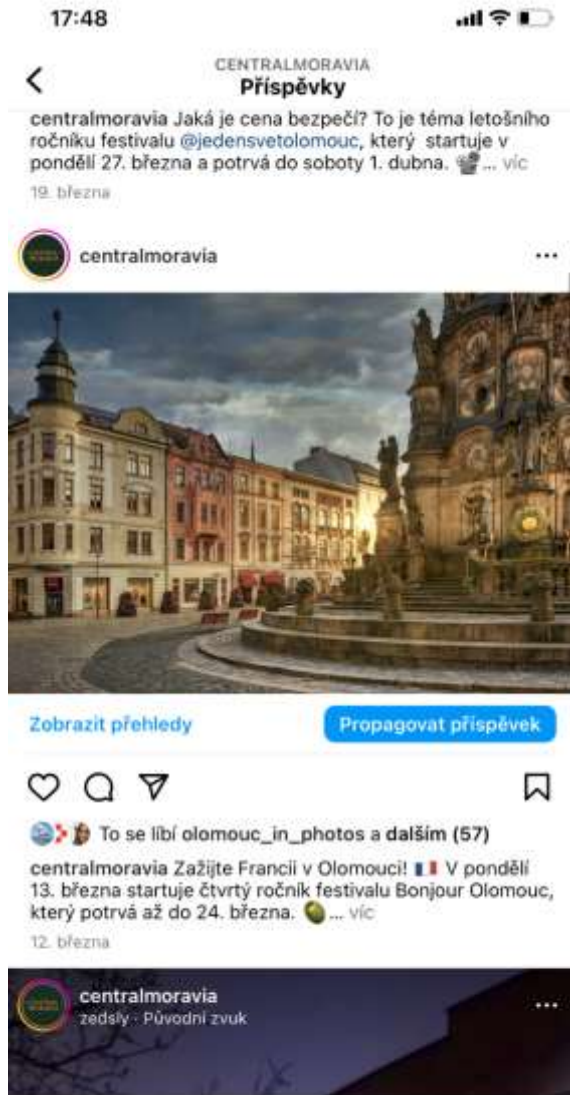 17:48
CENTRALMORAVIA
Příspěvky
centralmoravia Jaká je cena bezpečí? To je téma letošního
ročníku festivalu @jedensvetolomouc, který startuje v
pondělí 27. března a potrvá do soboty 1. dubna. 📽️... víc
19. března
centralmoravia
Zobrazit přehledy
Propagovat příspěvek
To se líbí olomouc_in_photos a dalším (57)
centralmoravia Zažijte Francii v Olomouci! 🇫🇷 V pondělí
13. března startuje čtvrtý ročník festivalu Bonjour Olomouc,
který potrvá až do 24. března. 🫒... víc
12. března
centralmoravia
zedsly · Původní zvuk